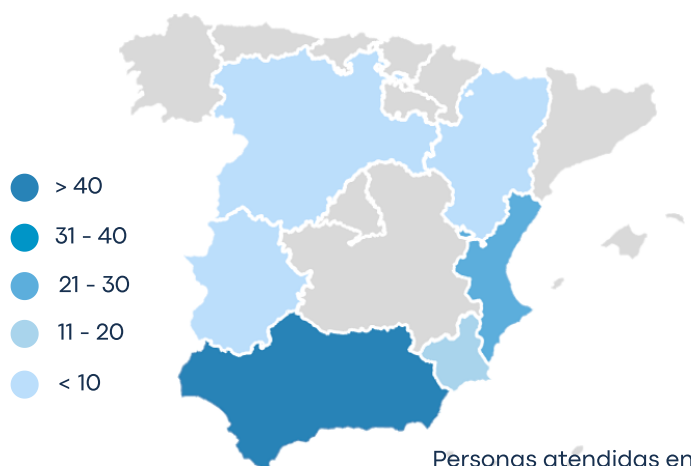 > 40
31 - 40
21 - 30
11 - 20
< 10
Personas atendidas en